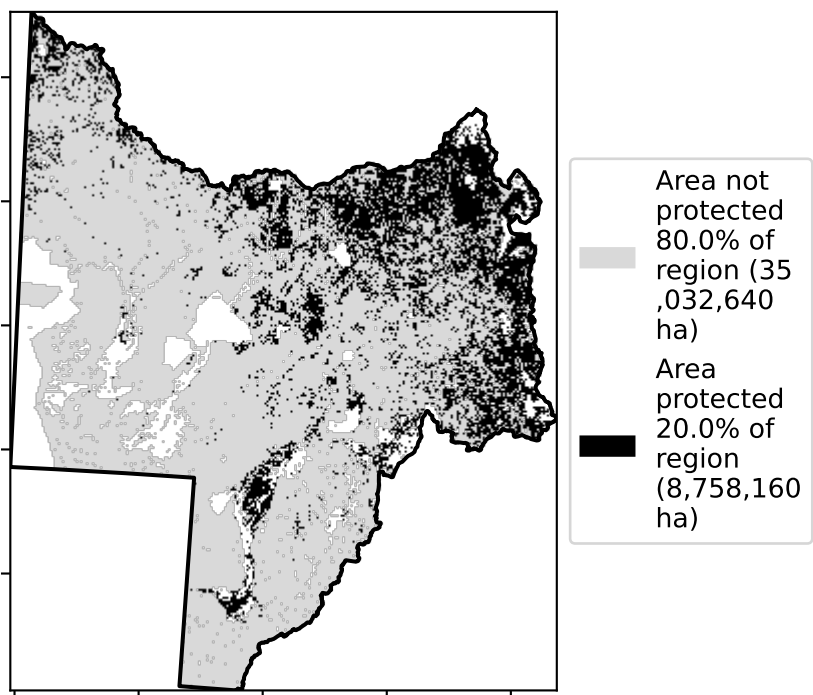 Area not
protected
80.0% of
region (35
,032,640
ha)
Area
protected
20.0% of
region
(8,758,160
ha)